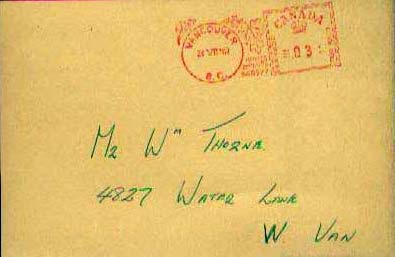 VANCOUVER
CANADA
03
B.C.
Mr Wm Thorne
4827 Water Lane
W. Van